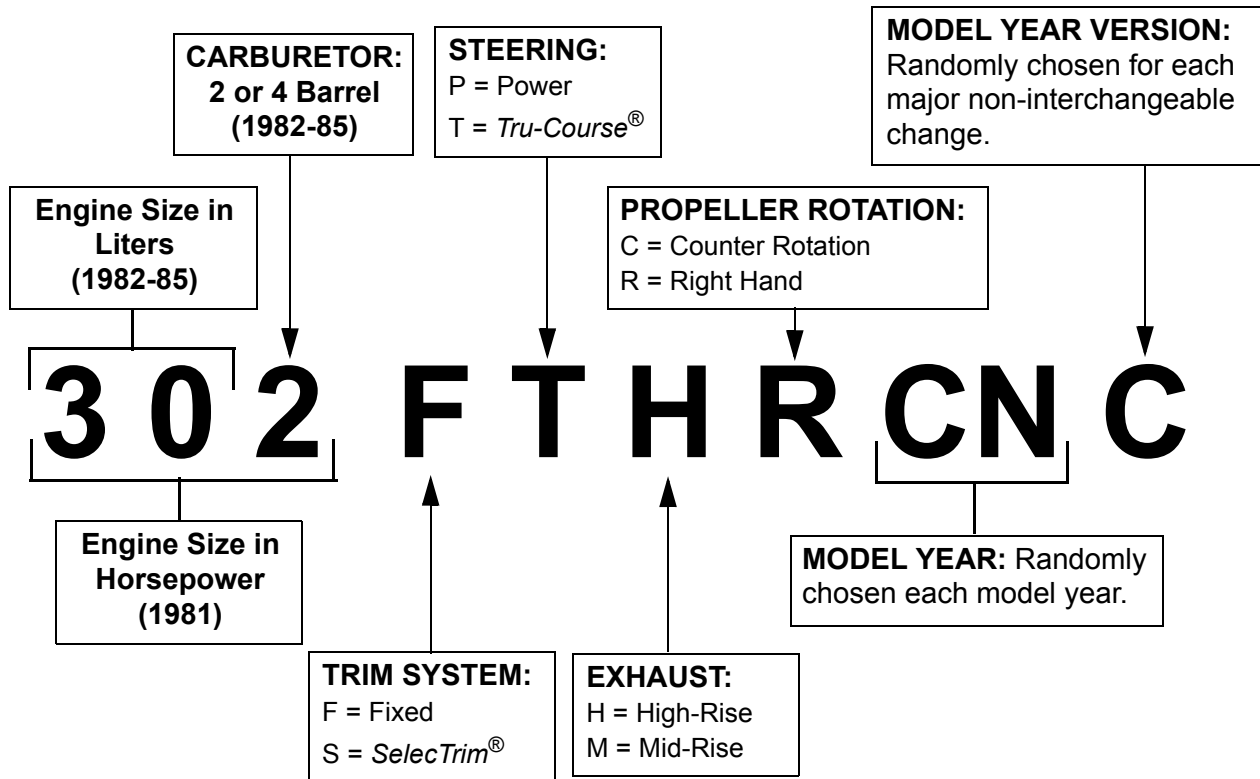 CARBURETOR:
2 or 4 Barrel
(1982-85)
STEERING:
P = Power
T = Tru-Course®
MODEL YEAR VERSION:
Randomly chosen for each
major non-interchangeable
change.
Engine Size in
Liters
(1982-85)
PROPELLER ROTATION:
C = Counter Rotation
R = Right Hand
3 0 2 F T H R CN C
Engine Size in
Horsepower
(1981)
MODEL YEAR: Randomly
chosen each model year.
TRIM SYSTEM:
F = Fixed
S = SelecTrim®
EXHAUST:
H = High-Rise
M = Mid-Rise